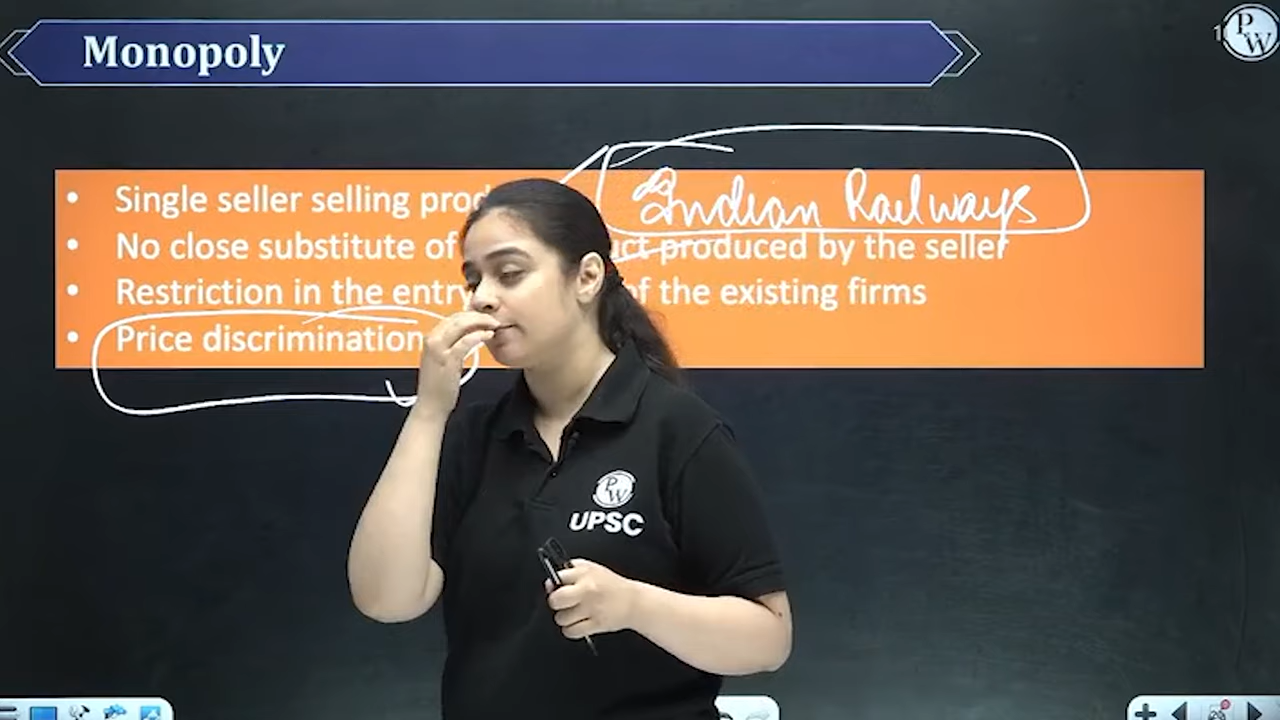 Monopoly
PW
• Single seller selling
Indian Railways
• No close substitute of produced by the seller
• Restriction in the entry of the existing firms
• Price discrimination
PW
UPSC